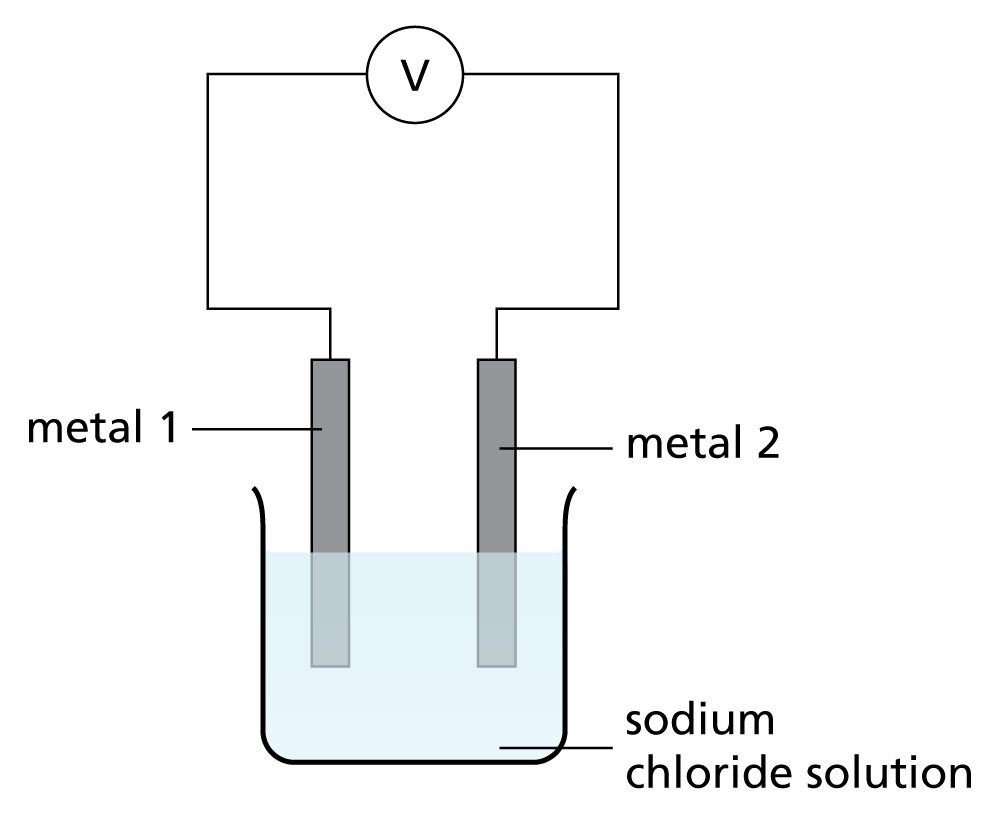 V
metal 1
metal 2
sodium
chloride solution